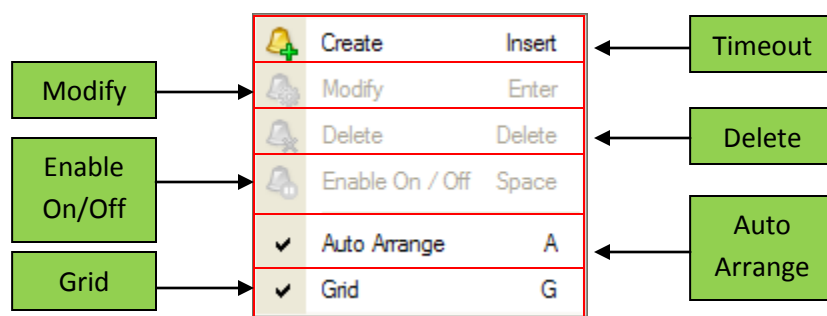 Create Insert
Timeout
Modify
Modify Enter
Delete Delete
Delete
Enable
On/Off
Enable On / Off Space
Auto Arrange A
Auto
Arrange
Grid
Grid G